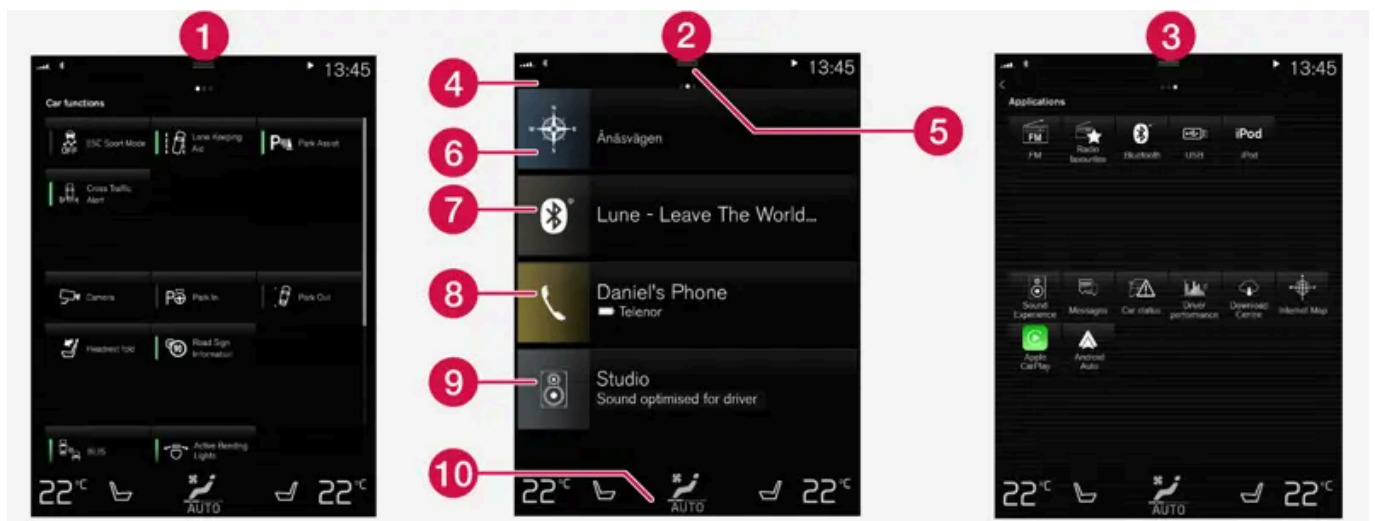 1
13:45
Car functions
OFF
ESC Sport Mode
Lane Keeping
Aid
P
Park Assist
Cross Traffic
Alert
Camera
P
Park In
Park Out
Headrest fold
Road Sign
Information
BLIS
Active Bending
Lights
22°C
AUTO
22°C
2
13:45
4
5
N
W
E
S
Änäsvägen
6
7
Lune - Leave The World...
8
Daniel's Phone
Telenor
9
Studio
Sound optimised for driver
10
22°C
AUTO
22°C
3
13:45
Applications
FM
FM
Radio
favourites
Bluetooth
USB
iPod
iPod
Sound
Experience
Messages
Car status
Driver
performance
Download
Centre
Internet Map
Apple
CarPlay
Android
Auto
22°C
AUTO
22°C